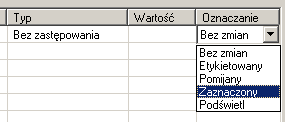 Typ Wartość Oznaczanie
Bez zastępowania Bez zmian
Bez zmian
Etykietowany
Pomijany
Zaznaczony
Podświetl